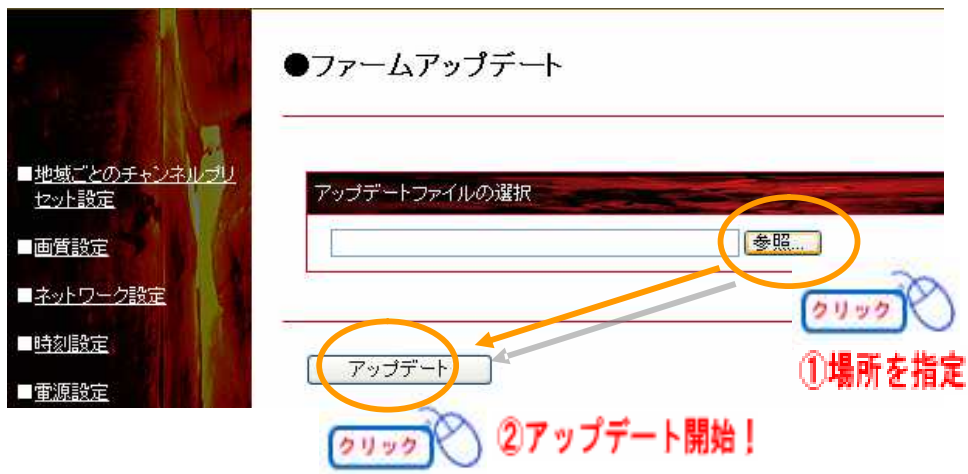 ●ファームアップデート
■地域ごとのチャンネルプリ
セット設定
■画質設定
■ネットワーク設定
■時刻設定
■電源設定
アップデートファイルの選択
参照...
クリック
①場所を指定
アップデート
クリック
②アップデート開始！